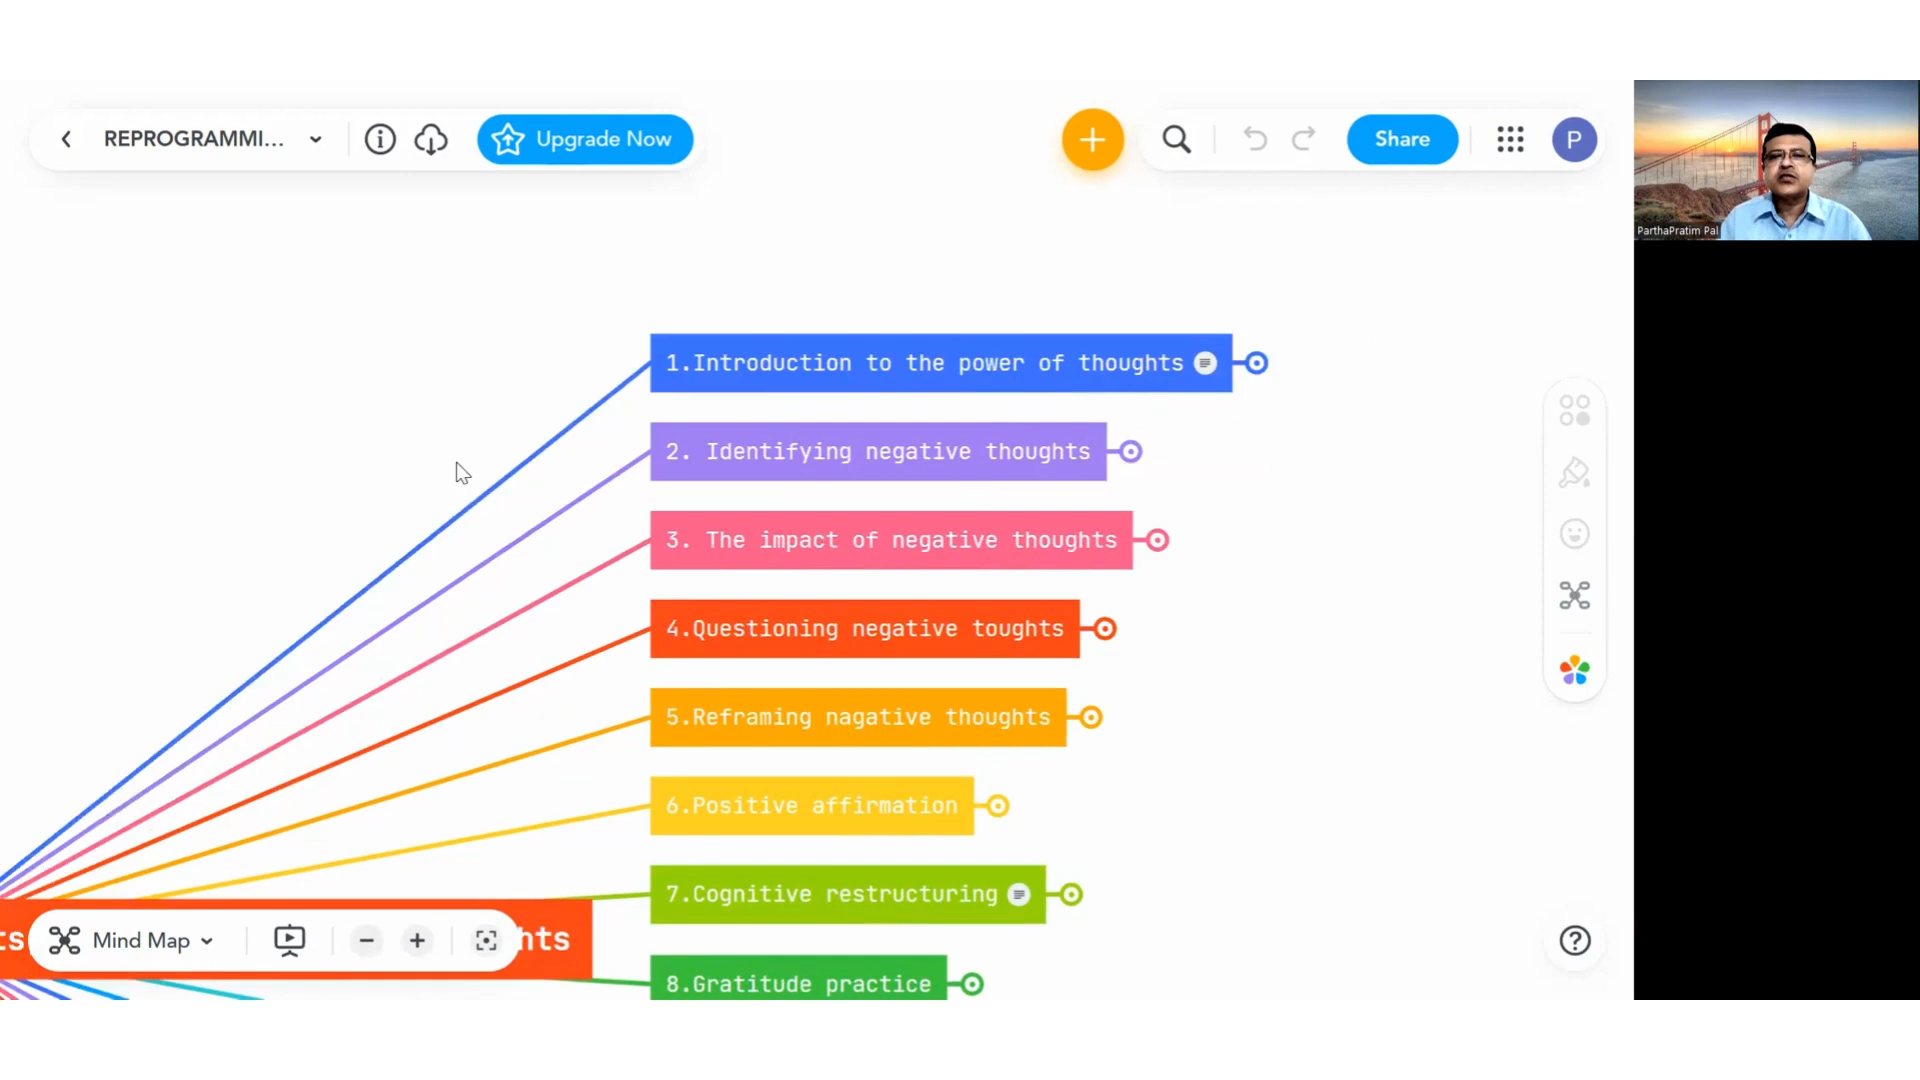 REPROGRAMMI...
Upgrade Now
Share
P
ParthaPratim Pal
1.Introduction to the power of thoughts
2. Identifying negative thoughts
3. The impact of negative thoughts
4.Questioning negative toughts
5.Reframing nagative thoughts
6.Positive affirmation
7.Cognitive restructuring
ts
Mind Map
hts
8.Gratitude practice